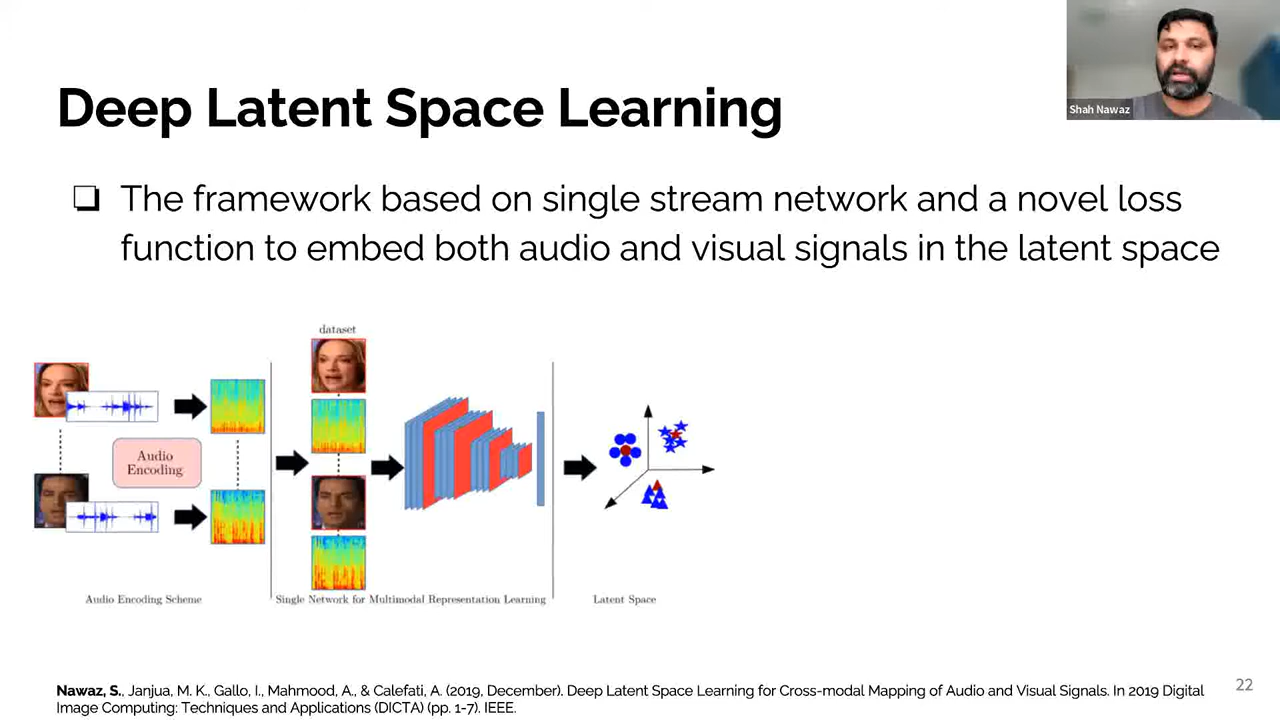 Shah Nawaz
Deep Latent Space Learning
❏ The framework based on single stream network and a novel loss
function to embed both audio and visual signals in the latent space
dataset
Audio
Encoding
Audio Encoding Scheme
Single Network for Multimodal Representation Learning
Latent Space
Nawaz, S., Janjua, M. K., Gallo, I., Mahmood, A., & Calefati, A. (2019, December). Deep Latent Space Learning for Cross-modal Mapping of Audio and Visual Signals. In 2019 Digital
Image Computing: Techniques and Applications (DICTA) (pp. 1-7). IEEE.
22